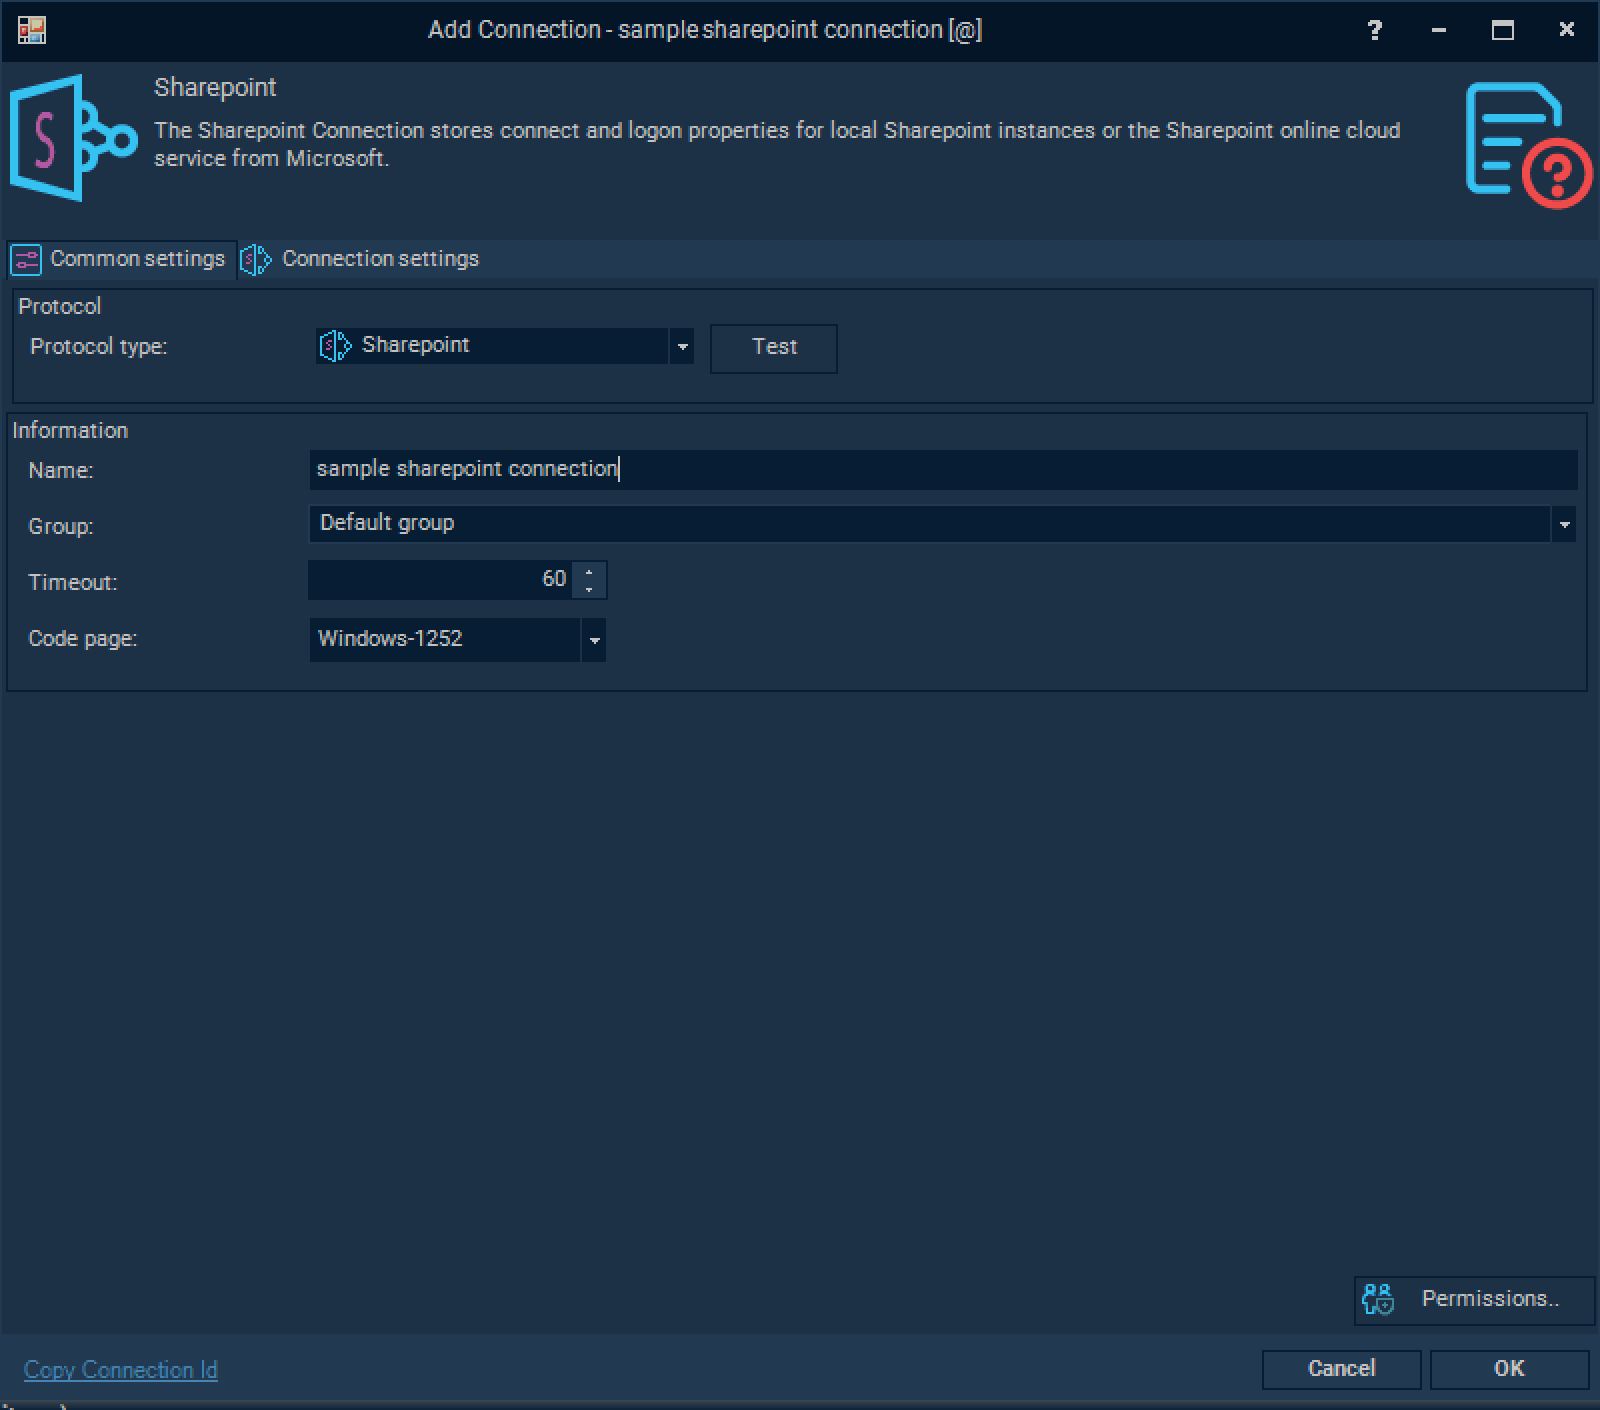 Add Connection - sample sharepoint connection [@]
Sharepoint
The Sharepoint Connection stores connect and logon properties for local Sharepoint instances or the Sharepoint online cloud
service from Microsoft.
Common settings
Connection settings
Protocol
Protocol type:
Sharepoint
Test
Information
Name:
sample sharepoint connection
Group:
Default group
Timeout:
60
Code page:
Windows-1252
Permissions..
Copy Connection Id
Cancel
OK